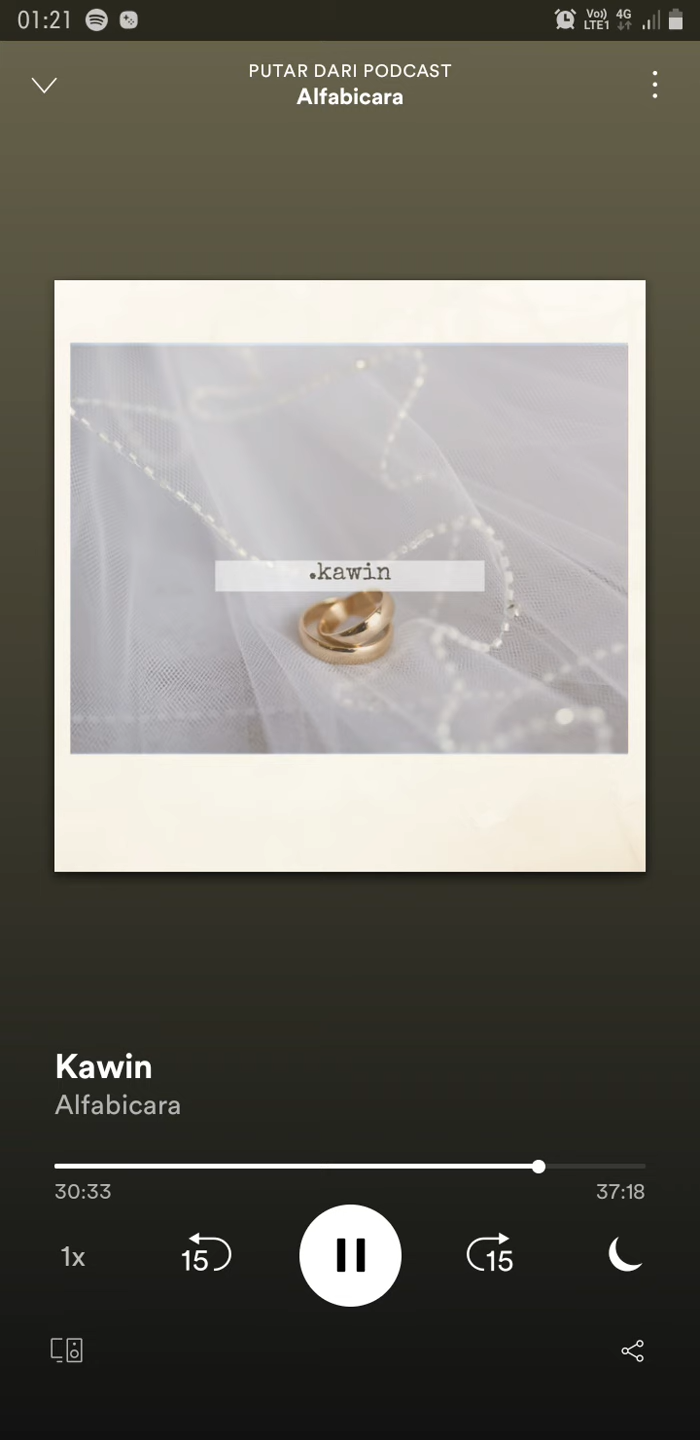 01:21 Vo)) LTE1 4G
PUTAR DARI PODCAST
Alfabicara
.kawin
Kawin
Alfabicara
30:33 37:18
1x 15 15